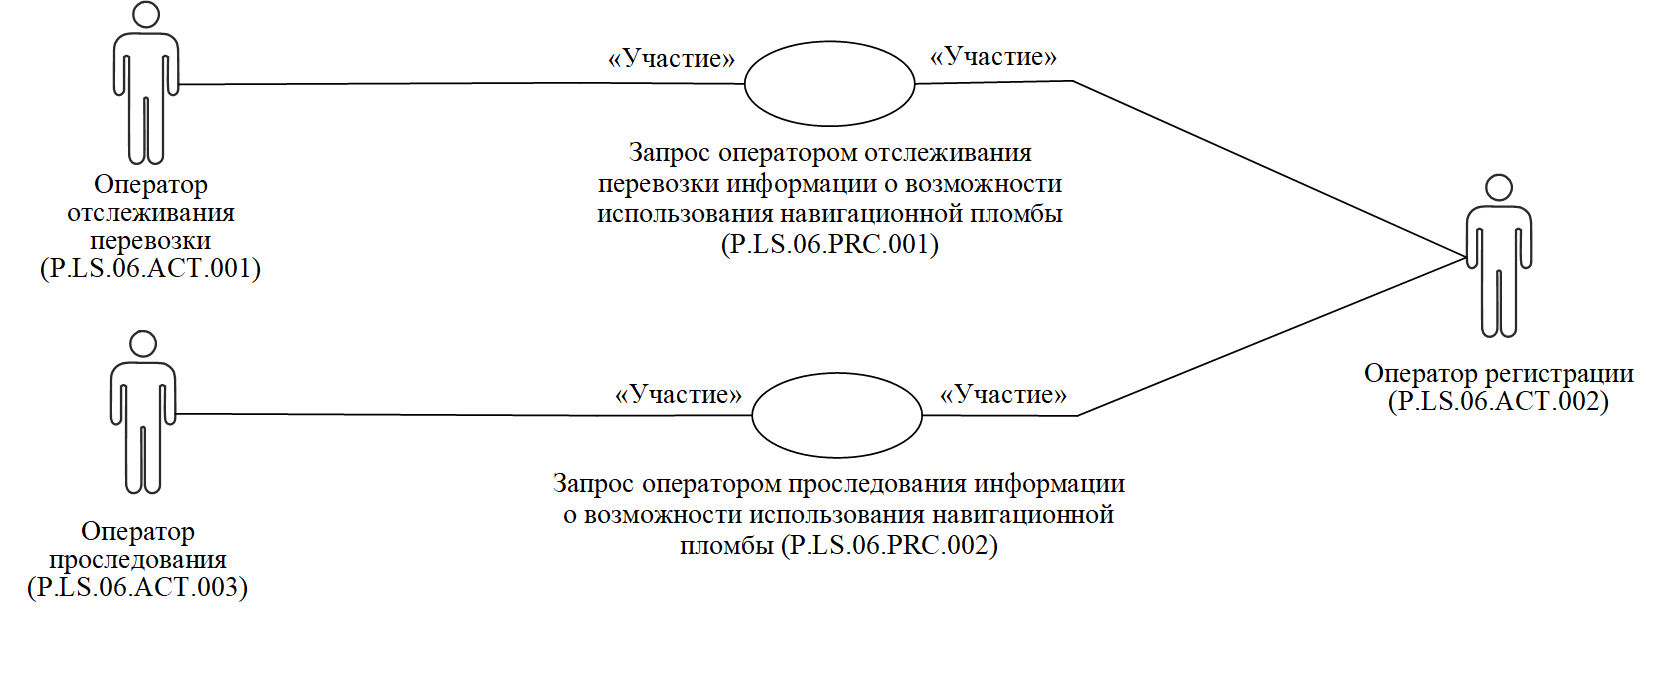 «Участие»
«Участие»
Запрос оператором отслеживания
перевозки информации о возможности
использования навигационной пломбы
(P.LS.06.PRC.001)
Оператор
отслеживания
перевозки
(P.LS.06.ACT.001)
Оператор регистрации
(P.LS.06.ACT.002)
«Участие»
«Участие»
Запрос оператором проследования информации
о возможности использования навигационной
пломбы (P.LS.06.PRC.002)
Оператор
проследования
(P.LS.06.ACT.003)